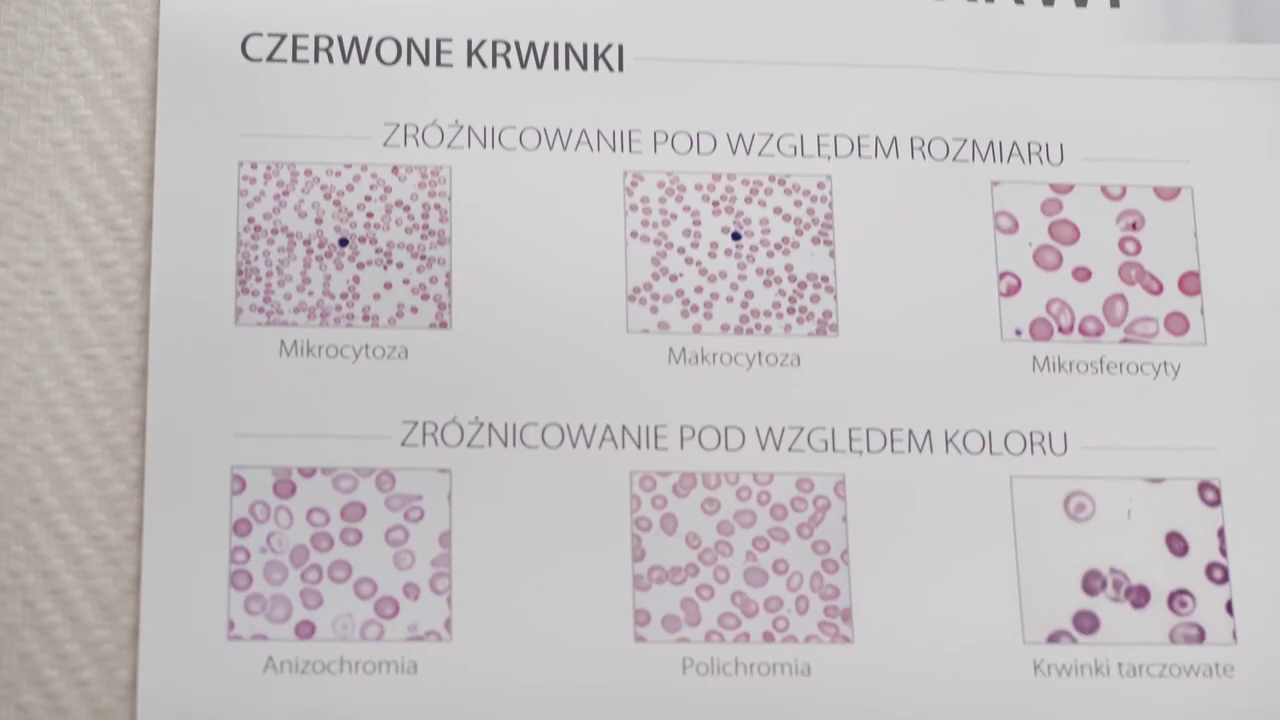 CZERWONE KRWINKI
ZRÓŻNICOWANIE POD WZGLĘDEM ROZMIARU
Mikrocytoza
Makrocytoza
Mikrosferocyty
ZRÓŻNICOWANIE POD WZGLĘDEM KOLORU
Anizochromia
Polichromia
Krwinki tarczowate